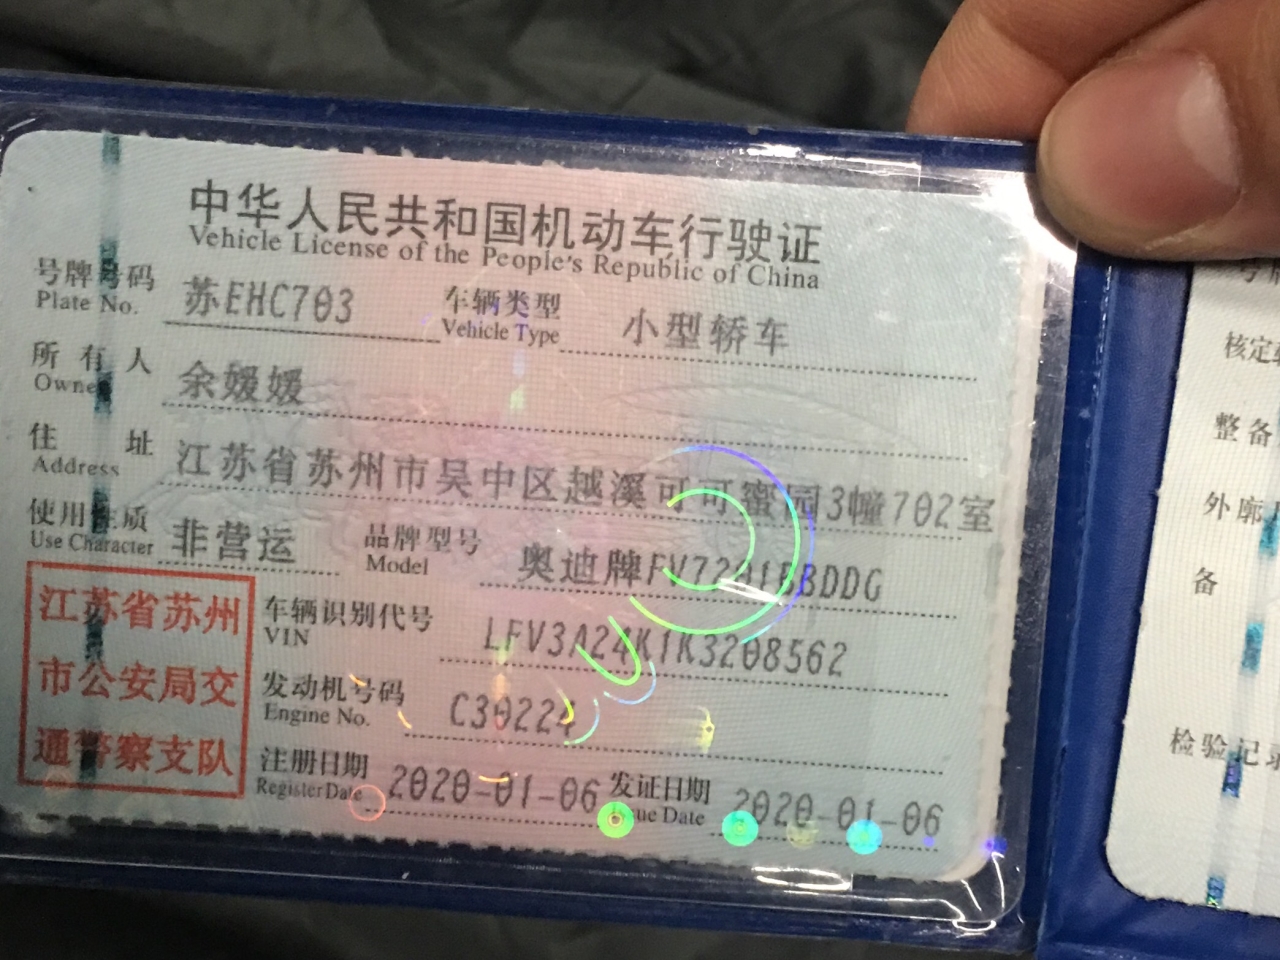 中华人民共和国机动车行驶证
Vehicle License of the People's Republic of China
号牌号码 苏EHC703 车辆类型 小型轿车
Plate No. Vehicle Type
所有人 余嫒嫒
Owner
住址 江苏省苏州市吴中区越溪可可蜜园3幢702室
Address
使用性质 非营运 品牌型号 奥迪牌
Use Character Model
江苏省苏州
市公安局交
通警察支队
车辆识别代号 LFV3A24K1K3208562
VIN
发动机号码 C30224
Engine No.
注册日期 2020-01-06 发证日期 2020-01-06
Register Date Issue Date
核定
整备
外廓
备
检验记录